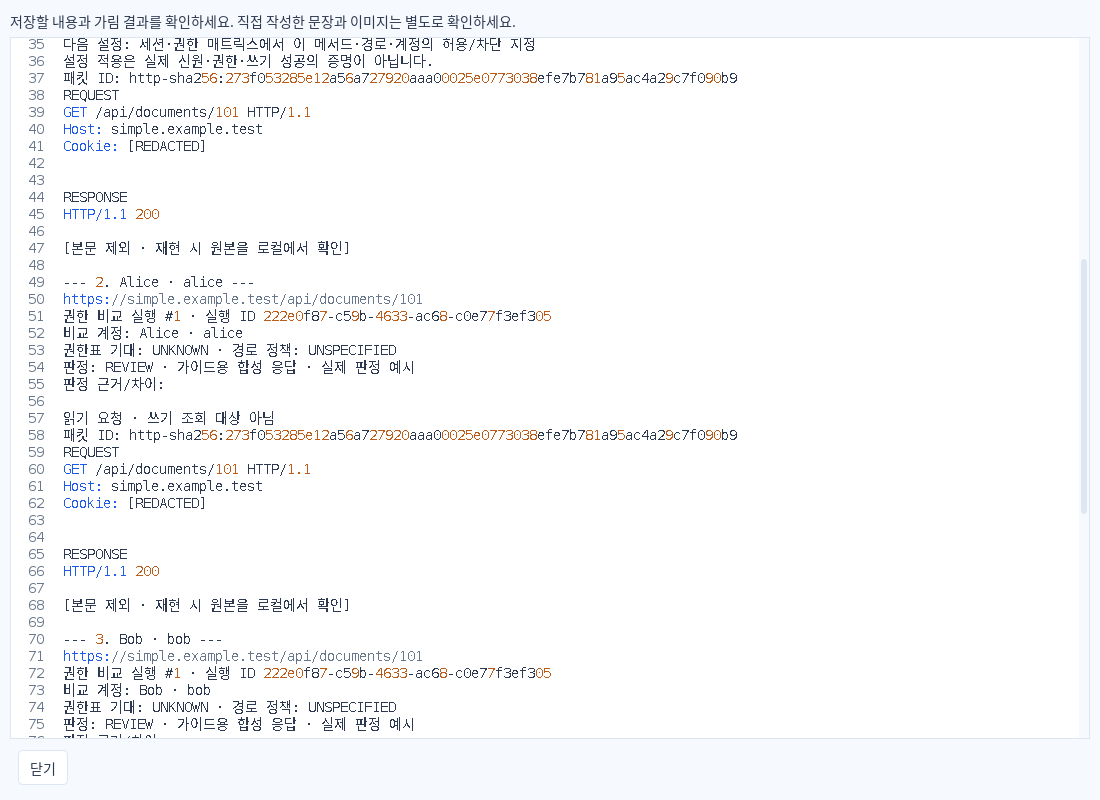 저장할 내용과 가림 결과를 확인하세요. 직접 작성한 문장과 이미지는 별도로 확인하세요.
35 다음 설정: 세션·권한 매트릭스에서 이 메서드·경로·계정의 허용/차단 지정
36 설정 적용은 실제 신원·권한·쓰기 성공의 증명이 아닙니다.
37 패킷 ID: http-sha256:273f053285e12a56a727920aaa00025e0773038efe7b781a95ac4a29c7f090b9
38 REQUEST
39 GET /api/documents/101 HTTP/1.1
40 Host: simple.example.test
41 Cookie: [REDACTED]
42
43
44 RESPONSE
45 HTTP/1.1 200
46
47 [본문 제외 · 재현 시 원본을 로컬에서 확인]
48
49 --- 2. Alice · alice ---
50 https://simple.example.test/api/documents/101
51 권한 비교 실행 #1 · 실행 ID 222e0f87-c59b-4633-ac68-c0e77f3ef305
52 비교 계정: Alice · alice
53 권한표 기대: UNKNOWN · 경로 정책: UNSPECIFIED
54 판정: REVIEW · 가이드용 합성 응답 · 실제 판정 예시
55 판정 근거/차이:
56
57 읽기 요청 · 쓰기 조회 대상 아님
58 패킷 ID: http-sha256:273f053285e12a56a727920aaa00025e0773038efe7b781a95ac4a29c7f090b9
59 REQUEST
60 GET /api/documents/101 HTTP/1.1
61 Host: simple.example.test
62 Cookie: [REDACTED]
63
64
65 RESPONSE
66 HTTP/1.1 200
67
68 [본문 제외 · 재현 시 원본을 로컬에서 확인]
69
70 --- 3. Bob · bob ---
71 https://simple.example.test/api/documents/101
72 권한 비교 실행 #1 · 실행 ID 222e0f87-c59b-4633-ac68-c0e77f3ef305
73 비교 계정: Bob · bob
74 권한표 기대: UNKNOWN · 경로 정책: UNSPECIFIED
75 판정: REVIEW · 가이드용 합성 응답 · 실제 판정 예시
닫기